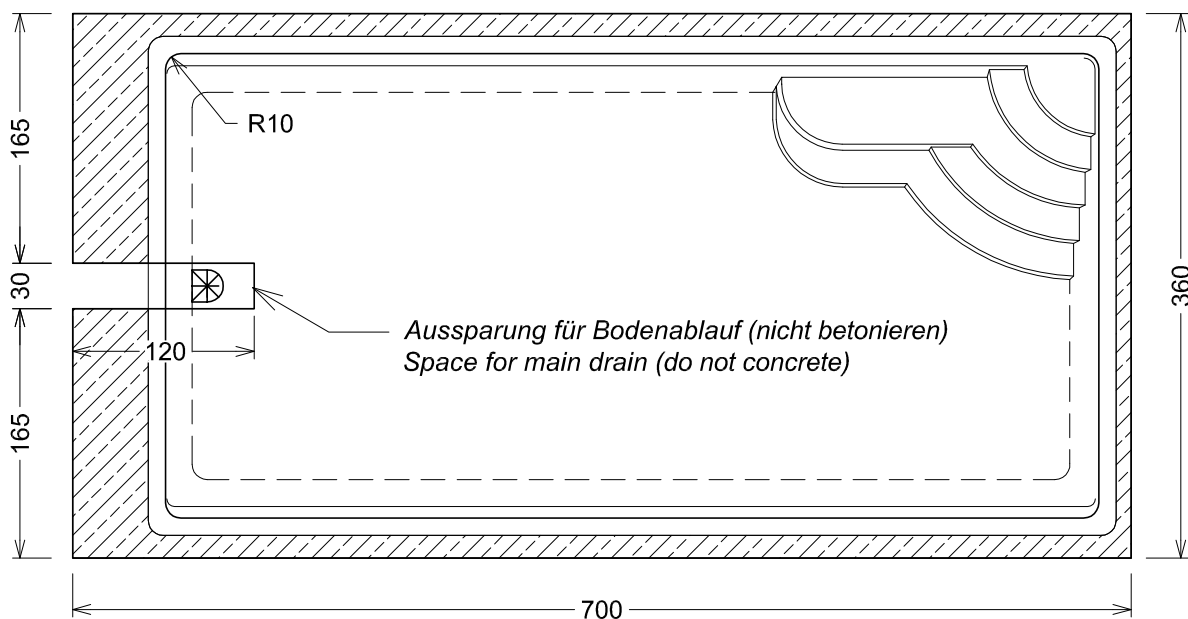 165
R10
30
360
Aussparung für Bodenablauf (nicht betonieren)
Space for main drain (do not concrete)
120
165
700